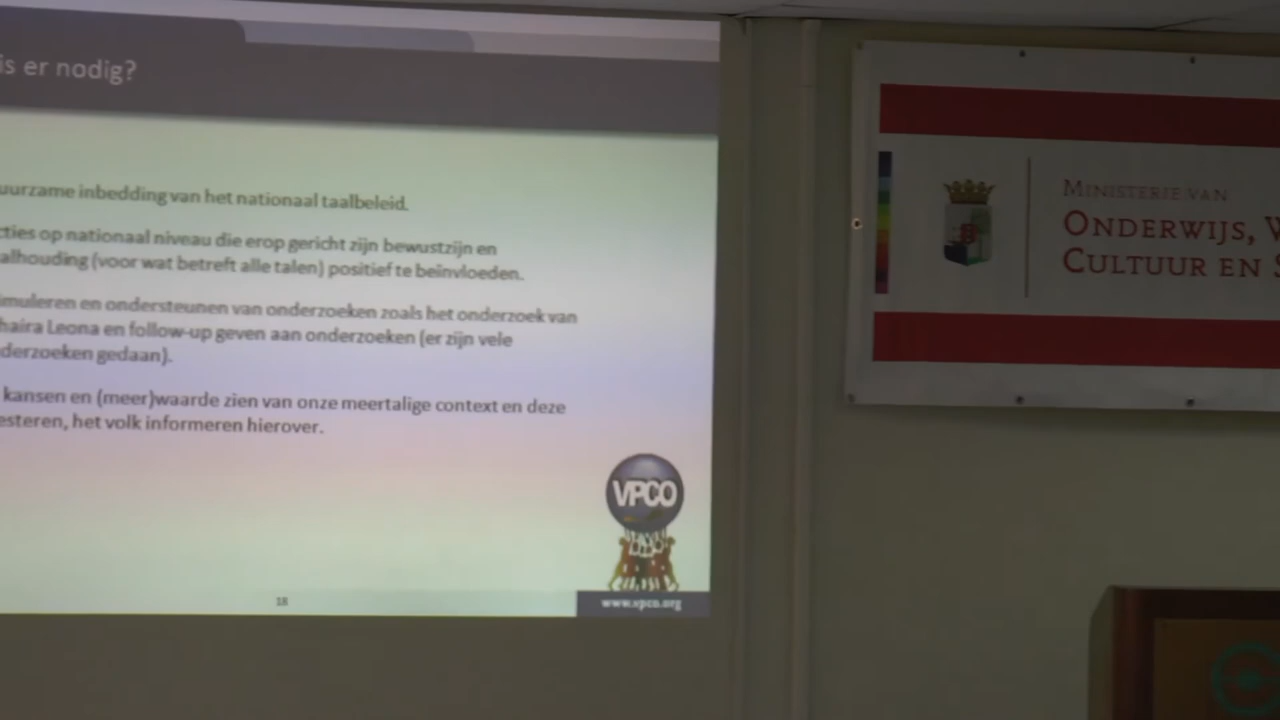 is er nodig?
uurzame inbedding van het nationaal taalbeleid.
cties op nationaal niveau die erop gericht zijn bewustzijn en
alhouding (voor wat betreft alle talen) positief te beïnvloeden.
imuleren en ondersteunen van onderzoeken zoals het onderzoek van
haira Leona en follow-up geven aan onderzoeken (er zijn vele
derzoeken gedaan).
kansen en (meer)waarde zien van onze meertalige context en deze
esteren, het volk informeren hierover.
VPCO
18
www.vpco.org
MINISTERIE VAN
ONDERWIJS, W
CULTUUR EN S